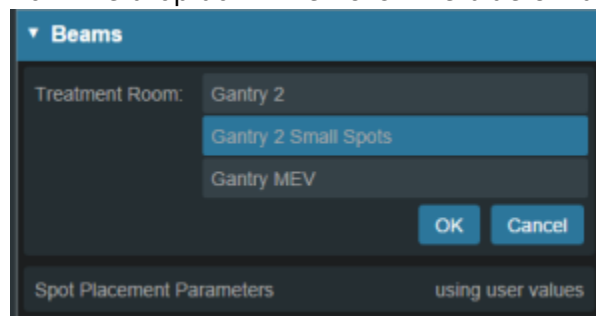 Beams
Treatment Room:
Gantry 2
Gantry 2 Small Spots
Gantry MEV
OK
Cancel
Spot Placement Parameters
using user values